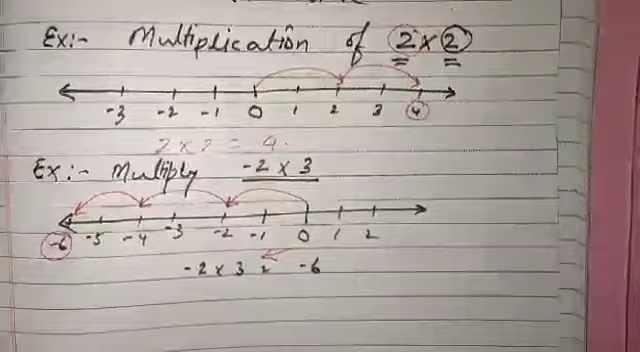 Ex:- Multiplication of 2 x 2
-3 -2 -1 0 1 2 3 4
2 x 2 = 4.
Ex:- Multiply -2 x 3
-6 -5 -4 -3 -2 -1 0 1 2
-2 x 3 = -6